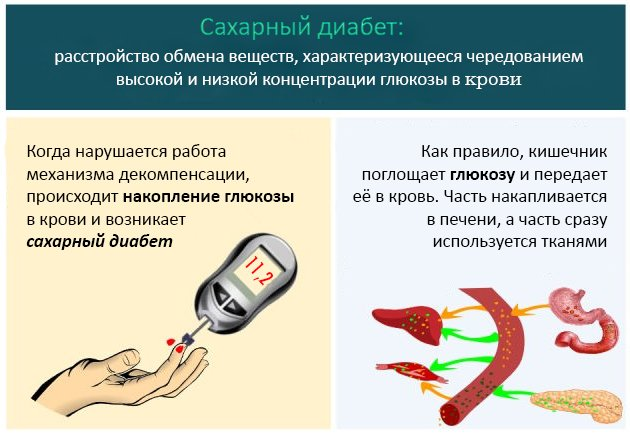 Сахарный диабет:
расстройство обмена веществ, характеризующееся чередованием
высокой и низкой концентрации глюкозы в крови
Когда нарушается работа
механизма декомпенсации,
происходит накопление глюкозы
в крови и возникает
сахарный диабет
11,2
Как правило, кишечник
поглощает глюкозу и передает
её в кровь. Часть накапливается
в печени, а часть сразу
используется тканями